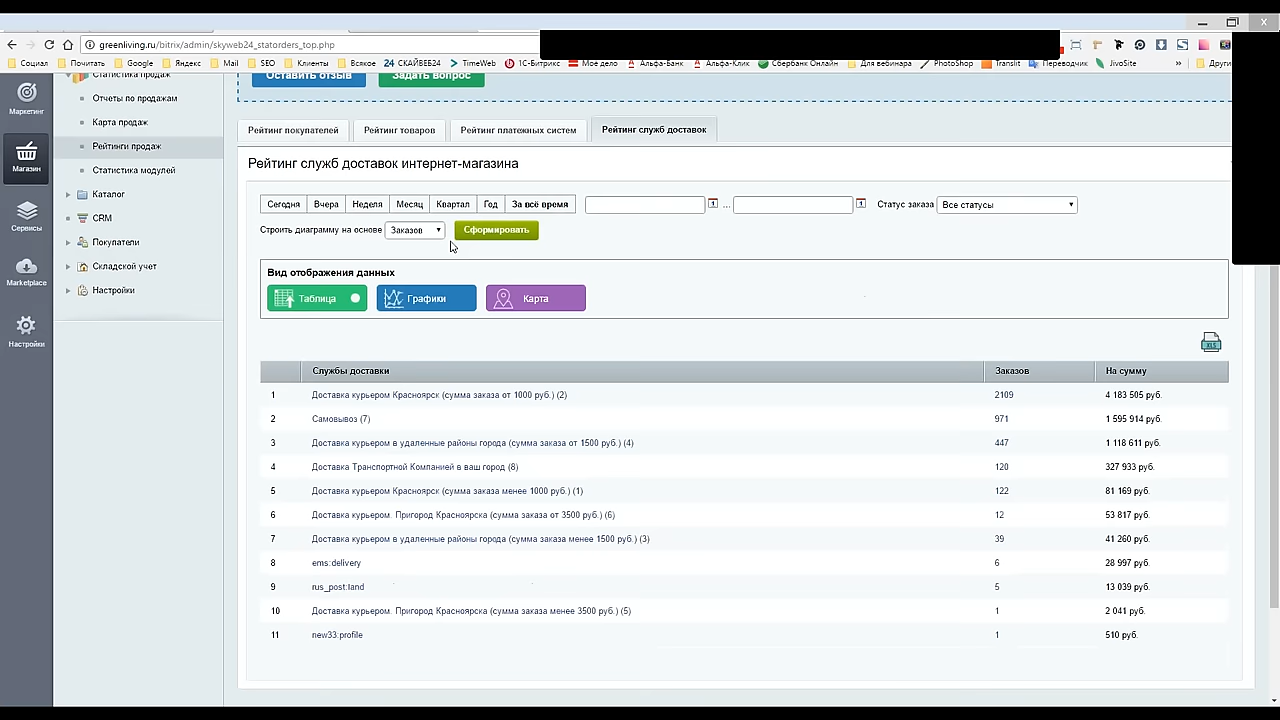 greenliving.ru/bitrix/admin/skyweb24_statorders_top.php
Социал Почитать Google Яндекс Mail SEO Клиенты Всякое 24 СКАЙВЕБ24 TimeWeb 1С-Битрикс Мое дело Альфа-Банк Альфа-Клик Сбербанк Онлайн Для вебинара PhotoShop Translit Переводчик JivoSite » Други
Статистика продаж
Оставить отзыв Задать вопрос
Отчеты по продажам
Маркетинг
Карта продаж
Рейтинг покупателей Рейтинг товаров Рейтинг платежных систем Рейтинг служб доставок
Рейтинги продаж
Магазин
Статистика модулей
Рейтинг служб доставок интернет-магазина
Каталог
Сегодня Вчера Неделя Месяц Квартал Год За всё время ... Статус заказа Все статусы
CRM
Сервисы
Строить диаграмму на основе Заказов Сформировать
Покупатели
Складской учет
Marketplace
Вид отображения данных
Настройки
Таблица Графики Карта
Настройки
XLS
Службы доставки Заказов На сумму
1 Доставка курьером Красноярск (сумма заказа от 1000 руб.) (2) 2109 4 183 505 руб.
2 Самовывоз (7) 971 1 595 914 руб.
3 Доставка курьером в удаленные районы города (сумма заказа от 1500 руб.) (4) 447 1 118 611 руб.
4 Доставка Транспортной Компанией в ваш город (8) 120 327 933 руб.
5 Доставка курьером Красноярск (сумма заказа менее 1000 руб.) (1) 122 81 169 руб.
6 Доставка курьером. Пригород Красноярска (сумма заказа от 3500 руб.) (6) 12 53 817 руб.
7 Доставка курьером в удаленные районы города (сумма заказа менее 1500 руб.) (3) 39 41 260 руб.
8 ems:delivery 6 28 997 руб.
9 rus_post:land 5 13 039 руб.
10 Доставка курьером. Пригород Красноярска (сумма заказа менее 3500 руб.) (5) 1 2 041 руб.
11 new33:profile 1 510 руб.